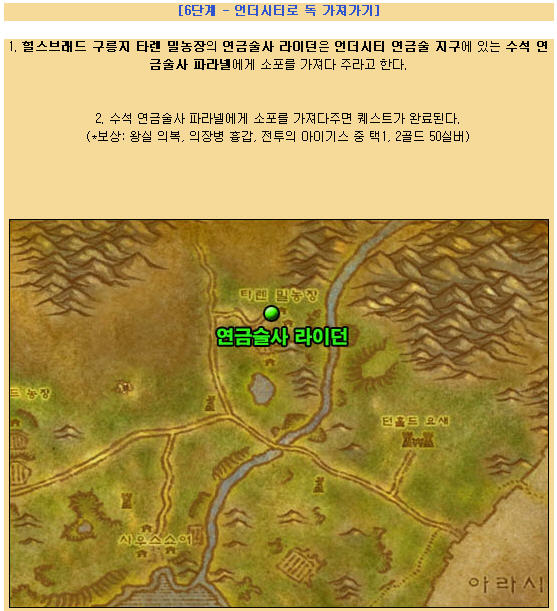 [6단계 - 언더시티로 독 가져가기]
1. 힐스브래드 구릉지 타렌 밀농장의 연금술사 라이던은 언더시티 연금술 지구에 있는 수석 연
금술사 파라넬에게 소포를 가져다 주라고 한다.
2. 수석 연금술사 파라넬에게 소포를 가져다주면 퀘스트가 완료된다.
(*보상: 왕실 의복, 의장병 흉갑, 전투의 아이기스 중 택1, 2골드 50실버)
타렌 밀농장
연금술사 라이던
드 농장
던홀드 요새
사우스쇼어
아라시